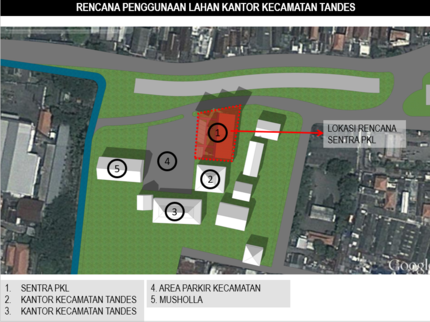 RENCANA PENGGUNAAN LAHAN KANTOR KECAMATAN TANDES
1
LOKASI RENCANA
SENTRA PKL
4
5
2
3
Google
1. SENTRA PKL
2. KANTOR KECAMATAN TANDES
3. KANTOR KECAMATAN TANDES
4. AREA PARKIR KECAMATAN
5. MUSHOLLA